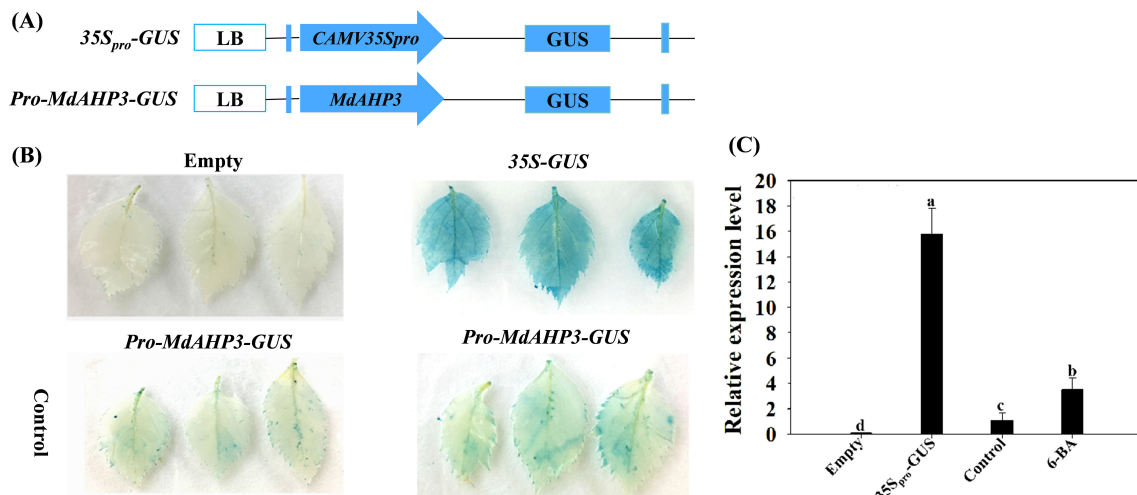 (A)
35Spro-GUS LB CAMV35Spro GUS
Pro-MdAHP3-GUS LB MdAHP3 GUS
(B)
Empty 35S-GUS
Pro-MdAHP3-GUS Pro-MdAHP3-GUS
Control
(C)
Relative expression level
20
18
16
14
12
10
8
6
4
2
0
d a c b
Empty 35Spro-GUS Control 6-BA